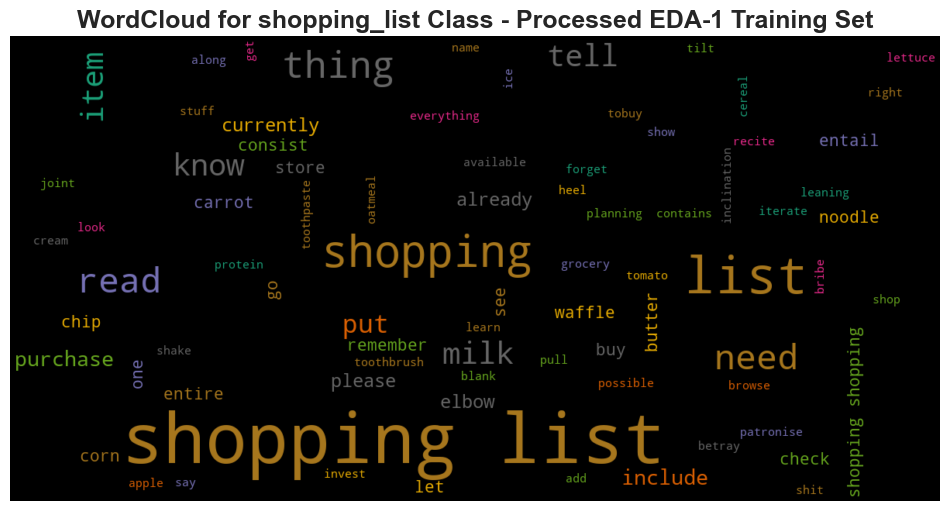 WordCloud for shopping_list Class - Processed EDA-1 Training Set
item
along
get
thing
name
ice
tell
tilt
lettuce
cereal
right
stuff
currently
everything
tobuy
show
recite
entail
consist
know
store
available
forget
inclination
joint
carrot
toothpaste
oatmeal
already
heel
leaning
planning
contains
iterate
noodle
look
cream
shopping
list
read
protein
go
see
grocery
tomato
bribe
shop
chip
put
learn
waffle
butter
purchase
one
shake
remember
toothbrush
milk
pull
buy
need
shopping shopping
entire
please
blank
possible
browse
elbow
shopping list
corn
betray
patronise
check
apple
say
invest
let
add
include
shit